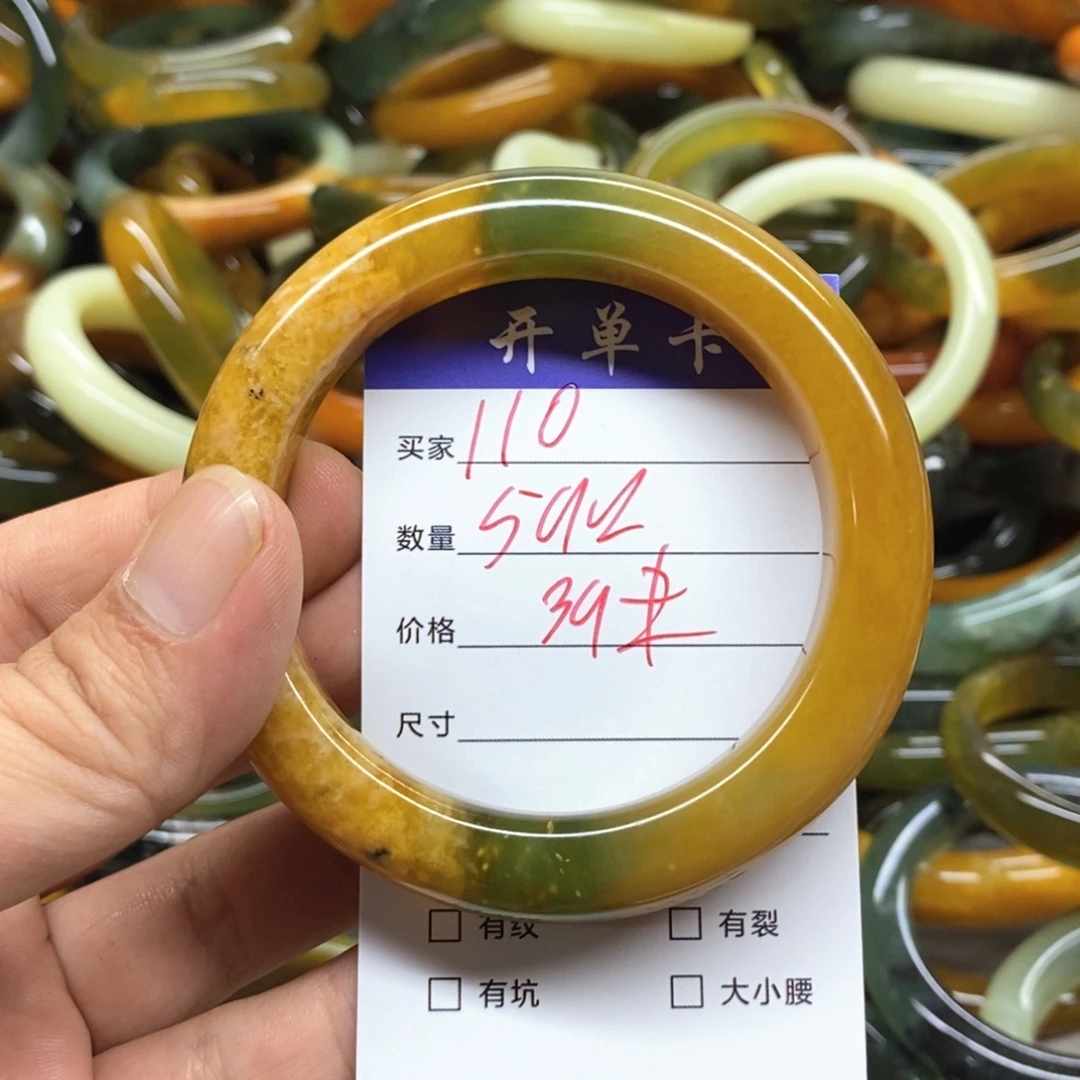 开单卡
买家 110
数量
价格 39
尺寸
□ 有纹 □ 有裂
□ 有坑 □ 大小腰